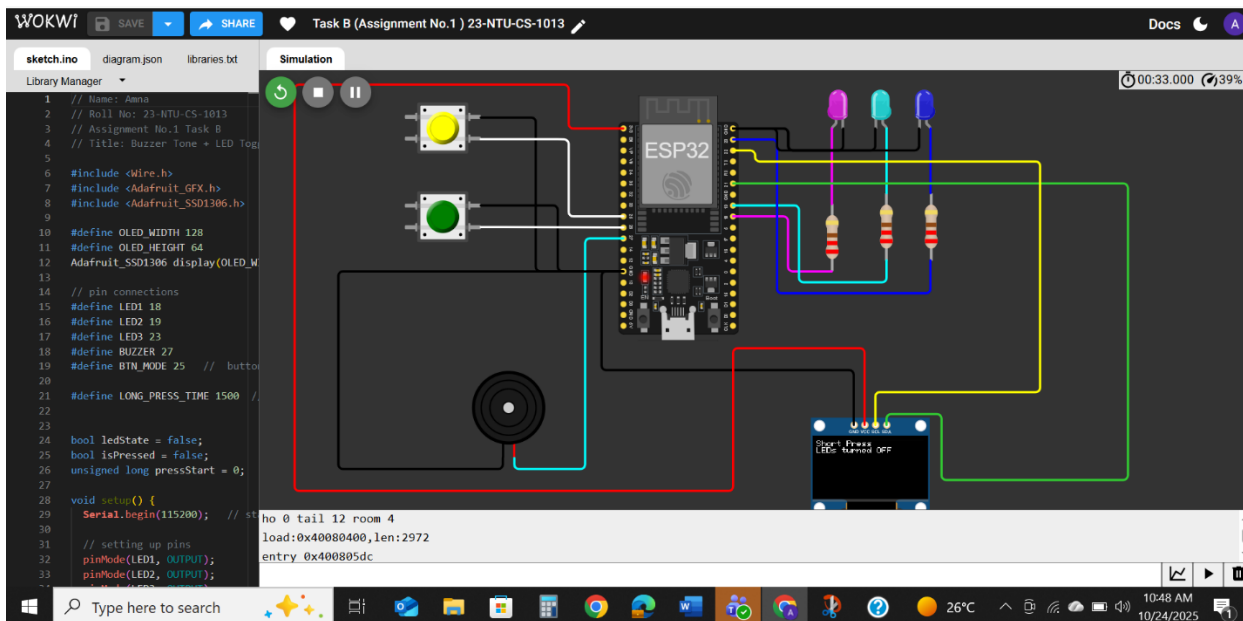 WOKWI SAVE SHARE Task B (Assignment No.1 ) 23-NTU-CS-1013 Docs A
sketch.ino diagram.json libraries.txt Simulation
Library Manager
00:33.000 39%
1 // Name: Amna
2 // Roll No: 23-NTU-CS-1013
3 // Assignment No.1 Task B
4 // Title: Buzzer Tone + LED Tog
5
6 #include <Wire.h>
7 #include <Adafruit_GFX.h>
8 #include <Adafruit_SSD1306.h>
9
10 #define OLED_WIDTH 128
11 #define OLED_HEIGHT 64
12 Adafruit_SSD1306 display(OLED_W
13
14 // pin connections
15 #define LED1 18
16 #define LED2 19
17 #define LED3 23
18 #define BUZZER 27
19 #define BTN_MODE 25 // butto
20
21 #define LONG_PRESS_TIME 1500 /
22
23
24 bool ledState = false;
25 bool isPressed = false;
26 unsigned long pressStart = 0;
27
28 void setup() {
29 Serial.begin(115200); // st
30
31 // setting up pins
32 pinMode(LED1, OUTPUT);
33 pinMode(LED2, OUTPUT);
ESP32
GND VCC SCL SDA
Short Press
LEDs turned OFF
ho 0 tail 12 room 4
load:0x40080400,len:2972
entry 0x400805dc
Type here to search
26°C
10:48 AM
10/24/2025
1